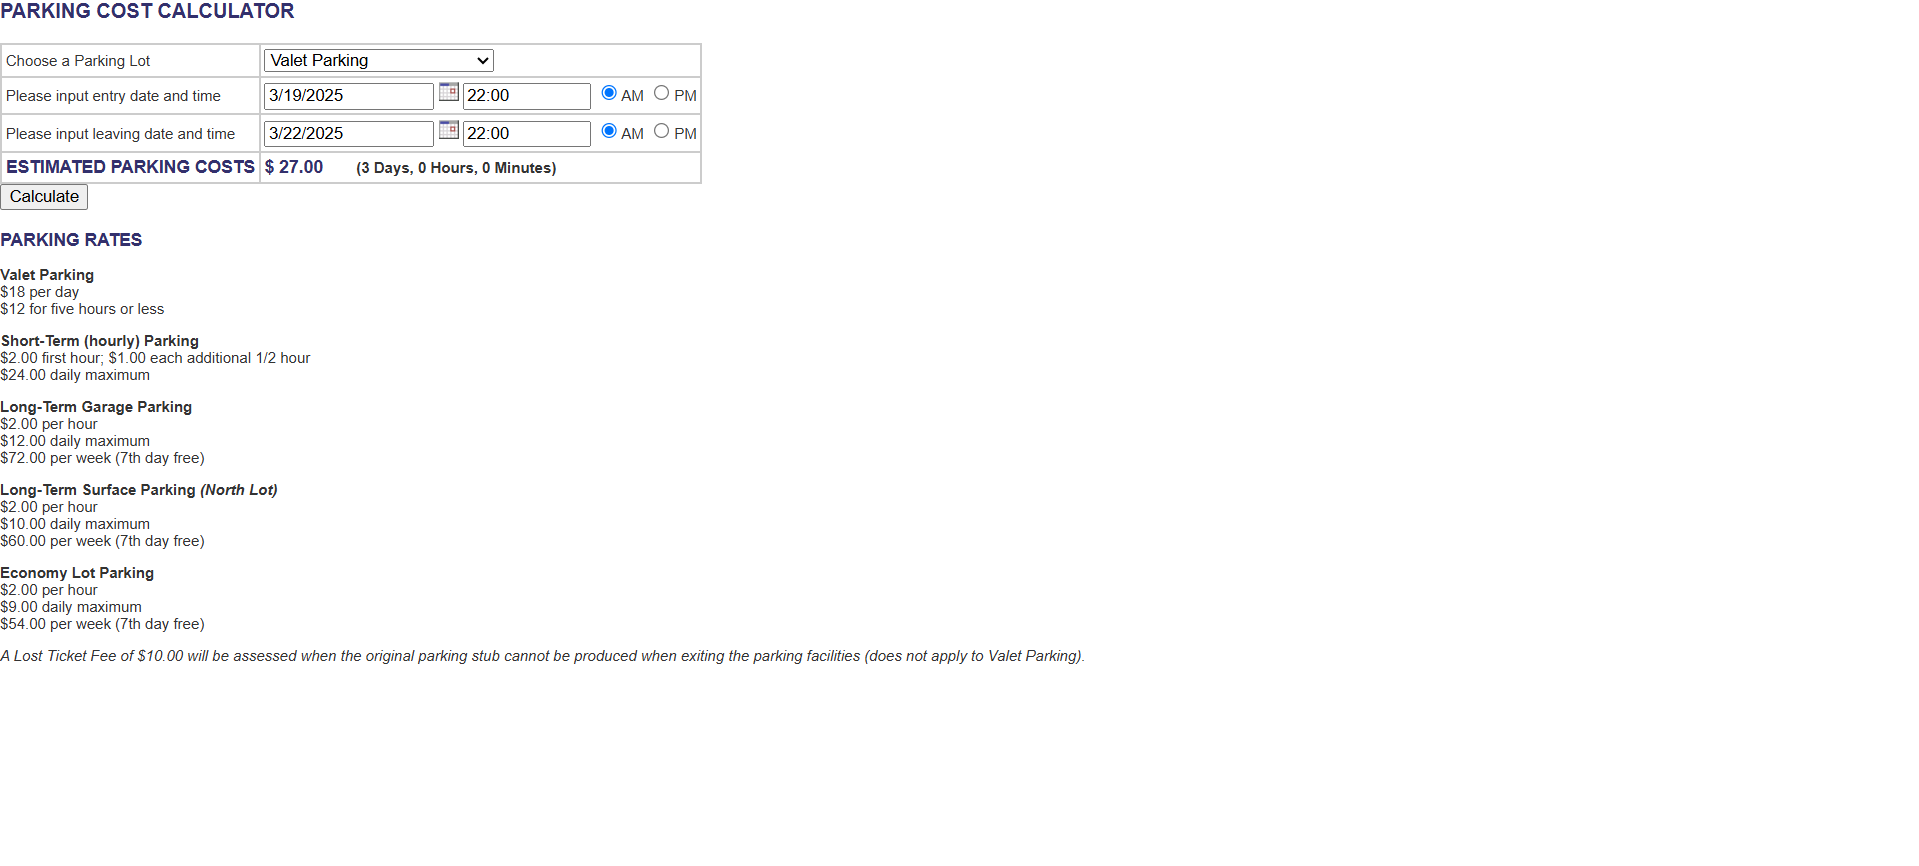 PARKING COST CALCULATOR
Choose a Parking Lot Valet Parking
Please input entry date and time 3/19/2025 22:00 AM PM
Please input leaving date and time 3/22/2025 22:00 AM PM
ESTIMATED PARKING COSTS $ 27.00 (3 Days, 0 Hours, 0 Minutes)
Calculate
PARKING RATES
Valet Parking
$18 per day
$12 for five hours or less
Short-Term (hourly) Parking
$2.00 first hour; $1.00 each additional 1/2 hour
$24.00 daily maximum
Long-Term Garage Parking
$2.00 per hour
$12.00 daily maximum
$72.00 per week (7th day free)
Long-Term Surface Parking (North Lot)
$2.00 per hour
$10.00 daily maximum
$60.00 per week (7th day free)
Economy Lot Parking
$2.00 per hour
$9.00 daily maximum
$54.00 per week (7th day free)
A Lost Ticket Fee of $10.00 will be assessed when the original parking stub cannot be produced when exiting the parking facilities (does not apply to Valet Parking).